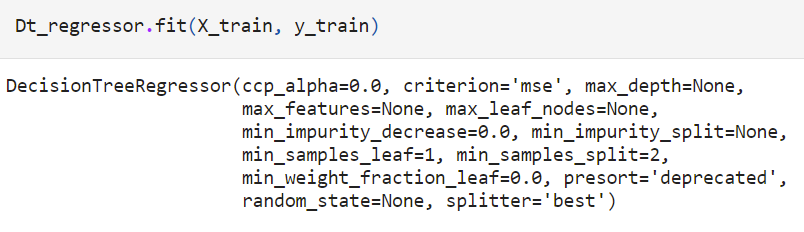 Dt_regressor.fit(X_train, y_train)
DecisionTreeRegressor(ccp_alpha=0.0, criterion='mse', max_depth=None,
max_features=None, max_leaf_nodes=None,
min_impurity_decrease=0.0, min_impurity_split=None,
min_samples_leaf=1, min_samples_split=2,
min_weight_fraction_leaf=0.0, presort='deprecated',
random_state=None, splitter='best')